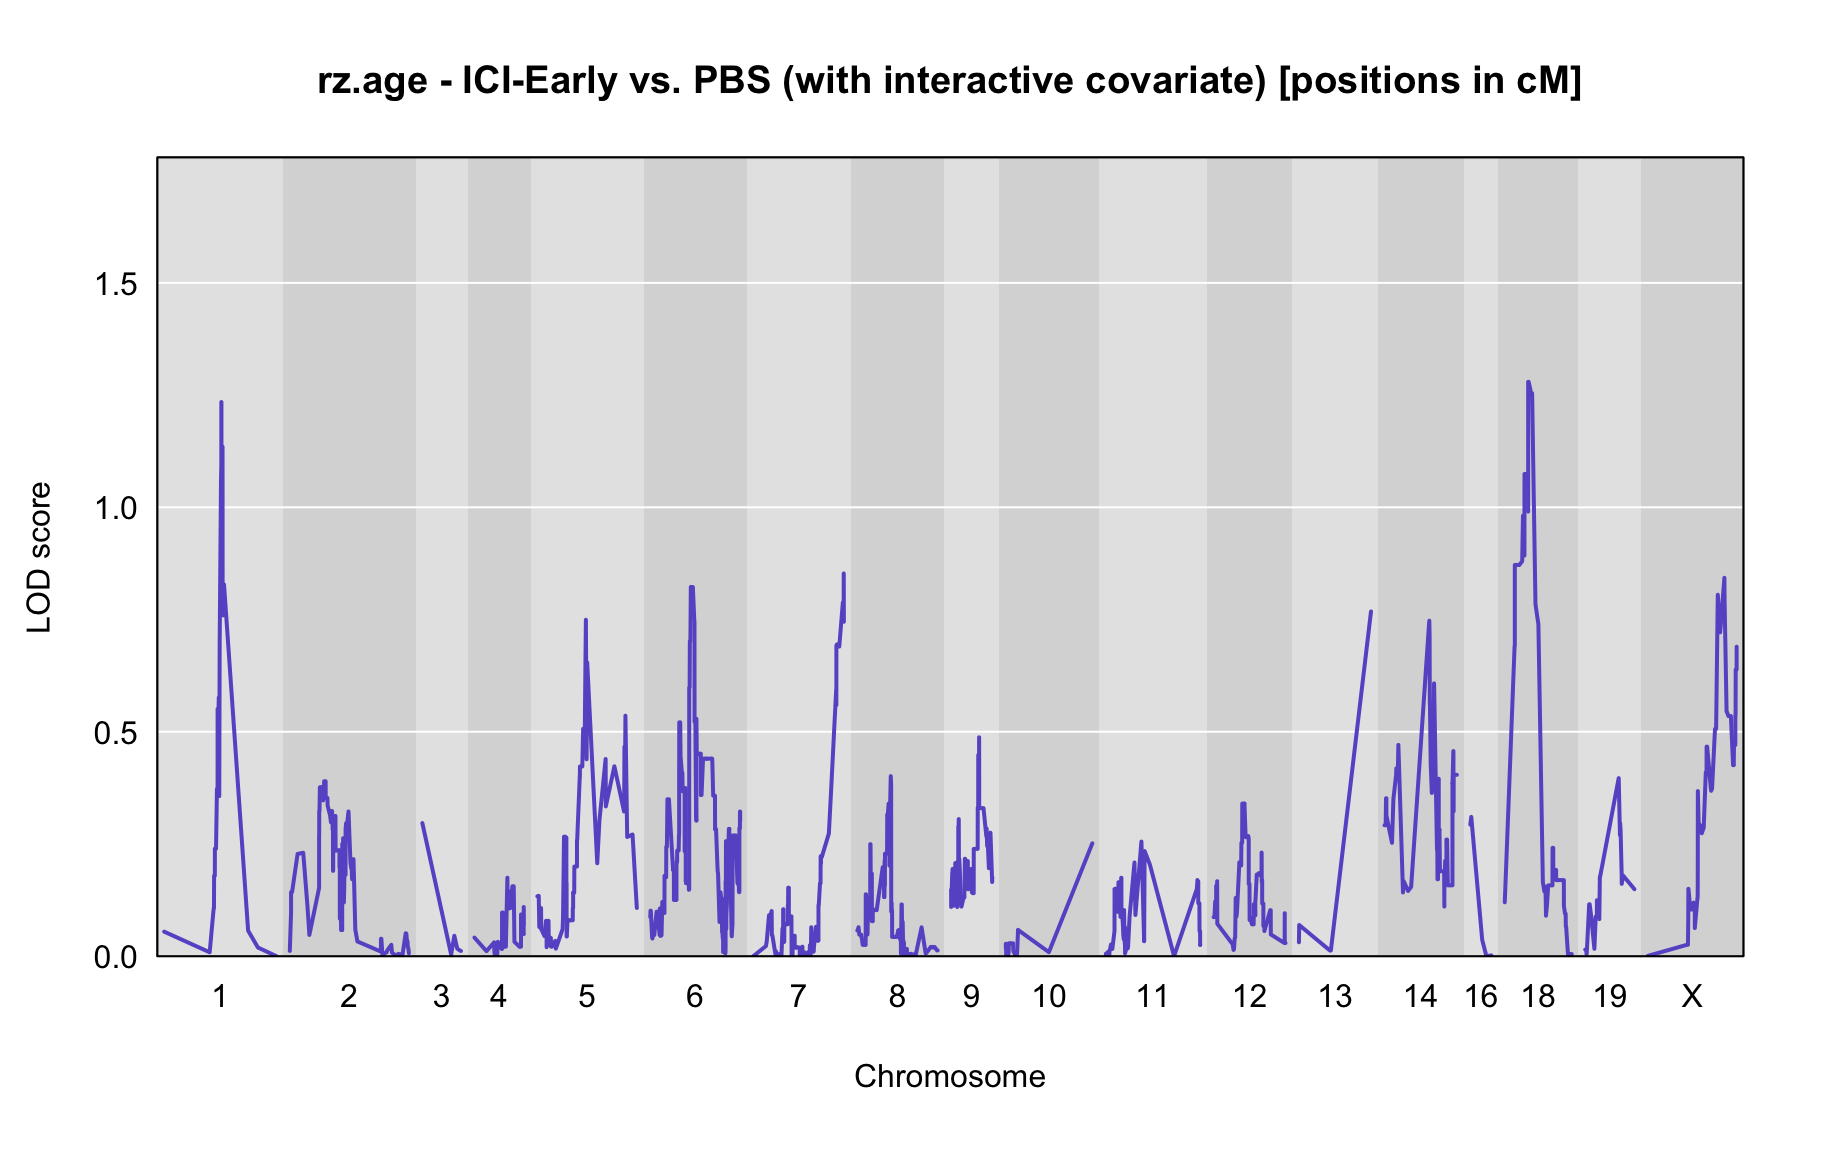 rz.age - ICI-Early vs. PBS (with interactive covariate) [positions in cM]
LOD score
1.5
1.0
0.5
0.0
1 2 3 4 5 6 7 8 9 10 11 12 13 14 16 18 19 X
Chromosome